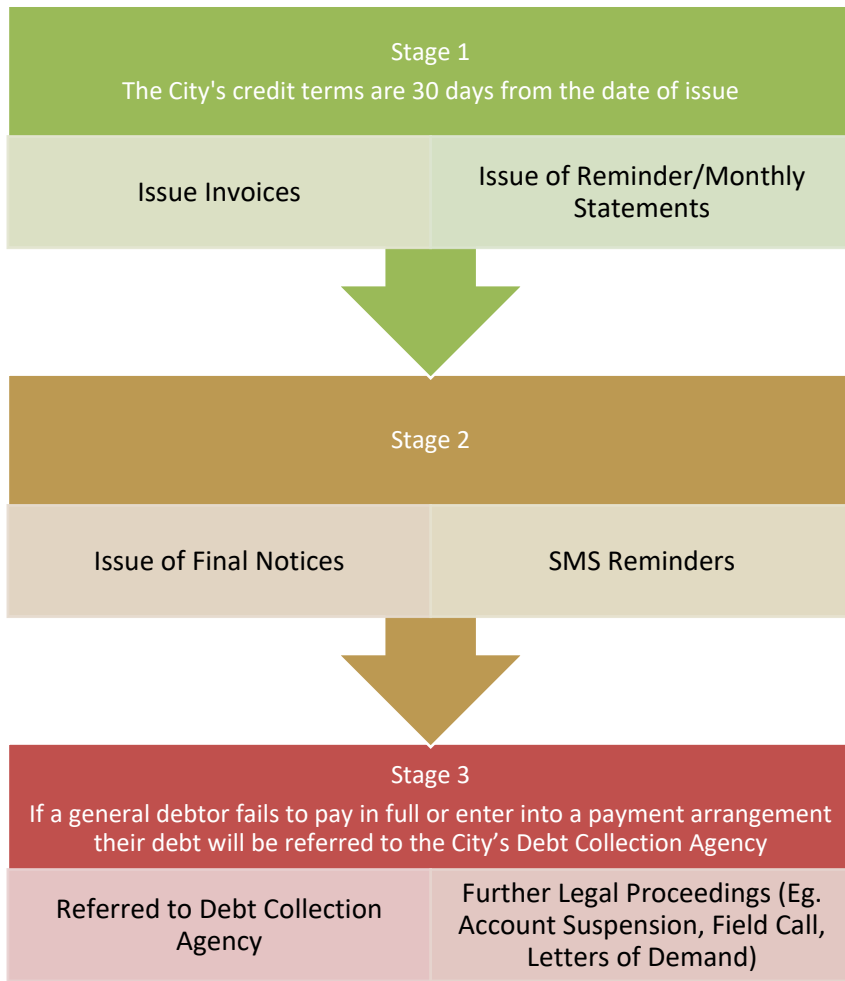 Stage 1
The City's credit terms are 30 days from the date of issue
Issue Invoices
Issue of Reminder/Monthly
Statements
Stage 2
Issue of Final Notices
SMS Reminders
Stage 3
If a general debtor fails to pay in full or enter into a payment arrangement
their debt will be referred to the City’s Debt Collection Agency
Referred to Debt Collection
Agency
Further Legal Proceedings (Eg.
Account Suspension, Field Call,
Letters of Demand)